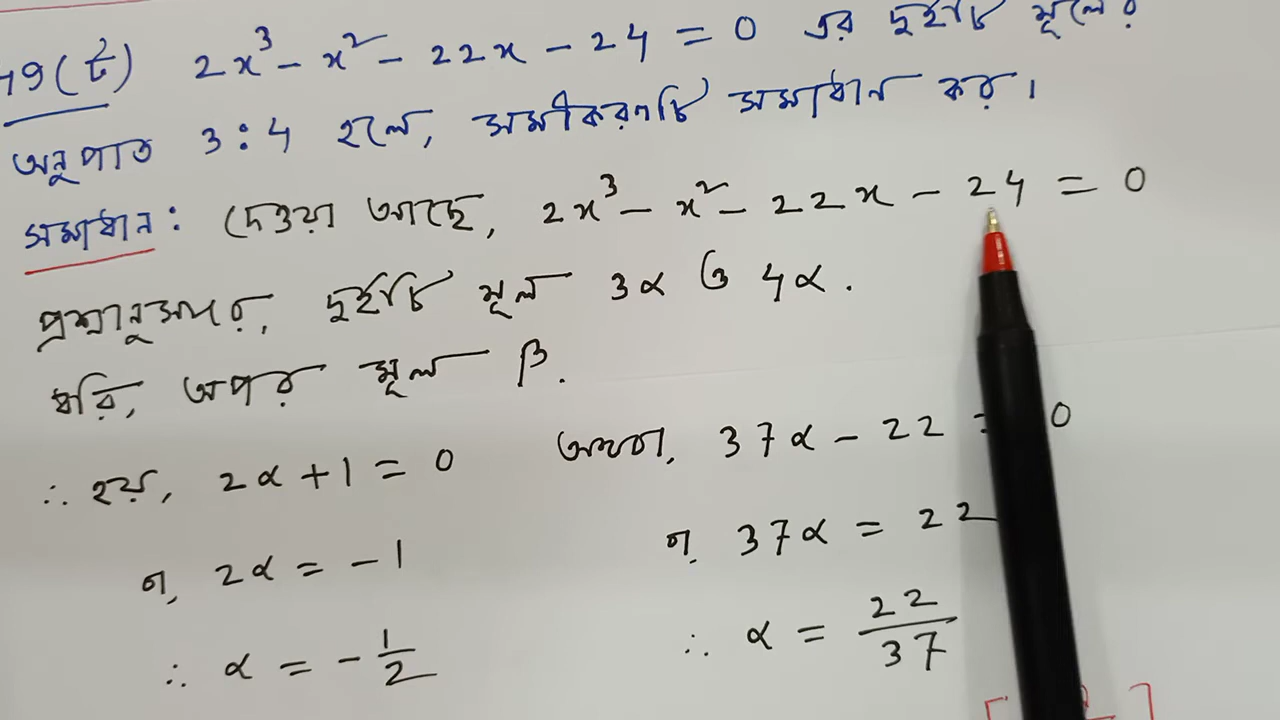 19(ট) 2x³ - x² - 22x - 24 = 0 এর দুইটি মূলের
অনুপাত 3:4 হলে, সমীকরণটি সমাধান কর।
সমাধান: দেওয়া আছে, 2x³ - x² - 22x - 24 = 0
প্রশ্নানুসারে, দুইটি মূল 3α ও 4α.
ধরি, অপর মূল β.
∴ হয়, 2α + 1 = 0 অথবা, 37α - 22 = 0
বা, 2α = -1 বা, 37α = 22
∴ α = -1/2 ∴ α = 22/37